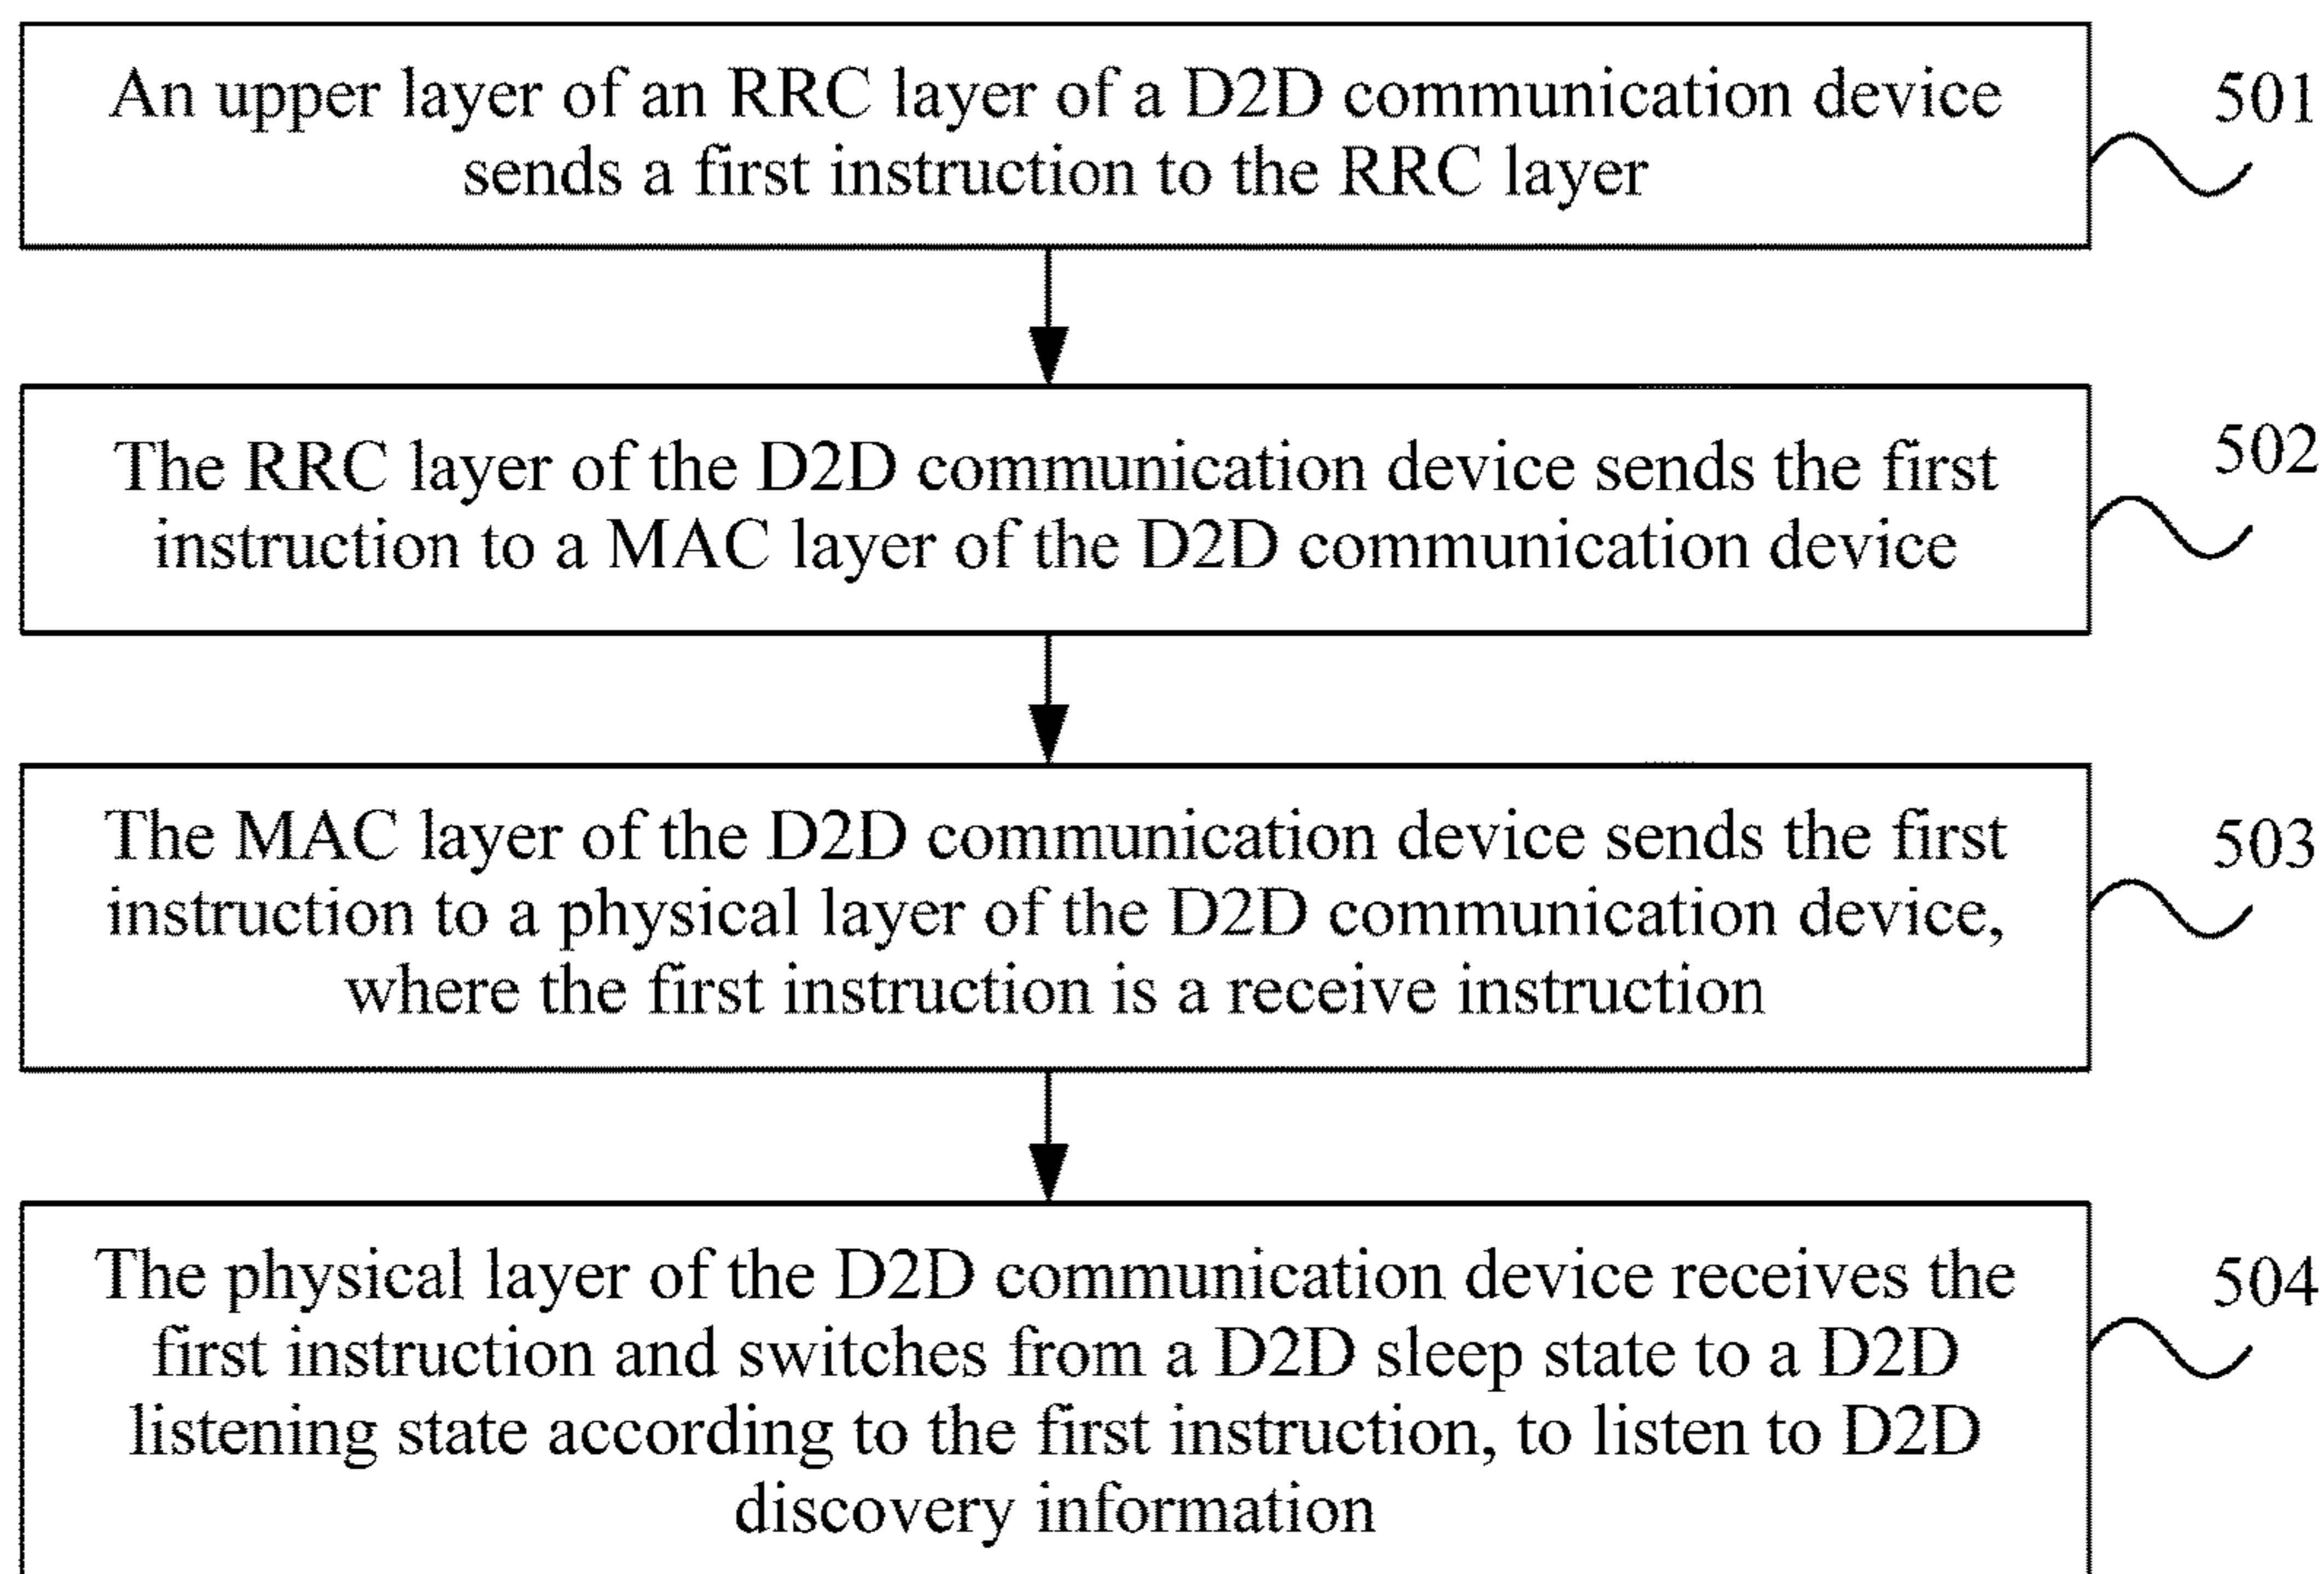 An upper layer of an RRC layer of a D2D communication device
sends a first instruction to the RRC layer
501
The RRC layer of the D2D communication device sends the first
instruction to a MAC layer of the D2D communication device
502
The MAC layer of the D2D communication device sends the first
instruction to a physical layer of the D2D communication device,
where the first instruction is a receive instruction
503
The physical layer of the D2D communication device receives the
first instruction and switches from a D2D sleep state to a D2D
listening state according to the first instruction, to listen to D2D
discovery information
504